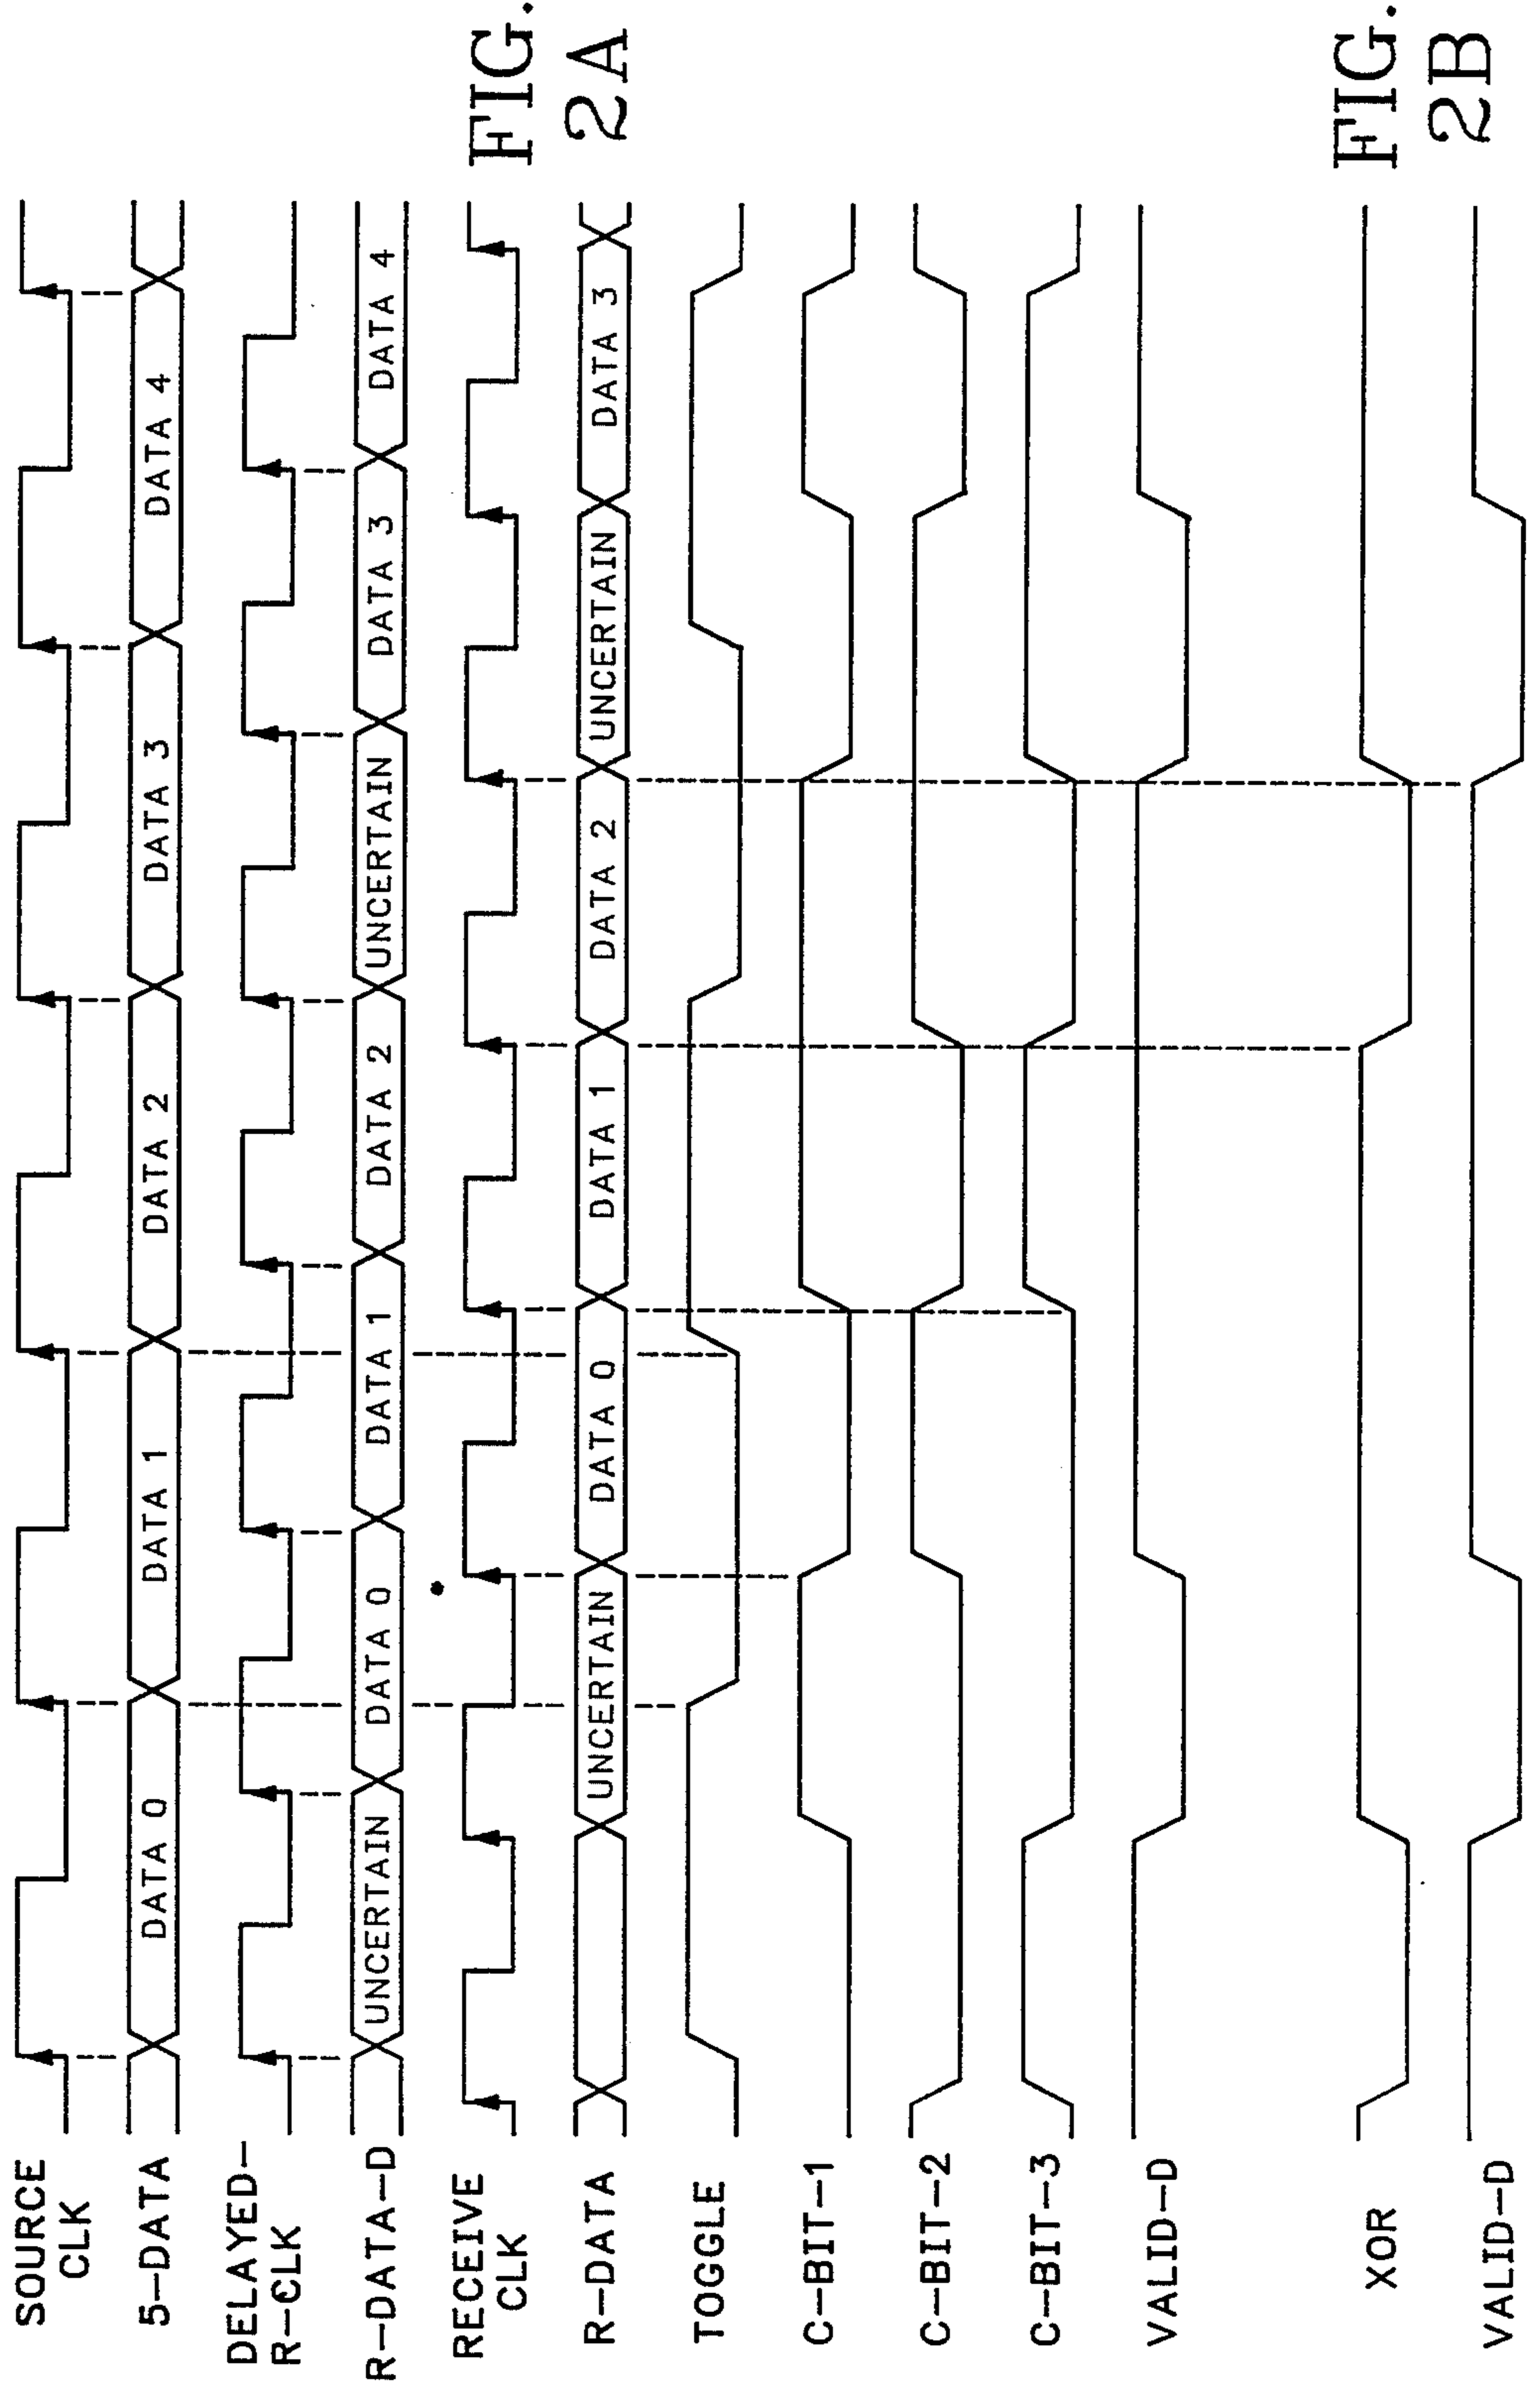 SOURCE
CLK
5-DATA
DATA 0
DATA 1
DATA 2
DATA 3
DATA 4
DELAYED-
R-CLK
R-DATA-D
UNCERTAIN
DATA 0
DATA 1
DATA 2
UNCERTAIN
DATA 3
DATA 4
RECEIVE
CLK
R-DATA
UNCERTAIN
DATA 0
DATA 1
DATA 2
UNCERTAIN
DATA 3
FIG.
2A
TOGGLE
C-BIT-1
C-BIT-2
C-BIT-3
VALID-D
XOR
VALID-D
FIG.
2B